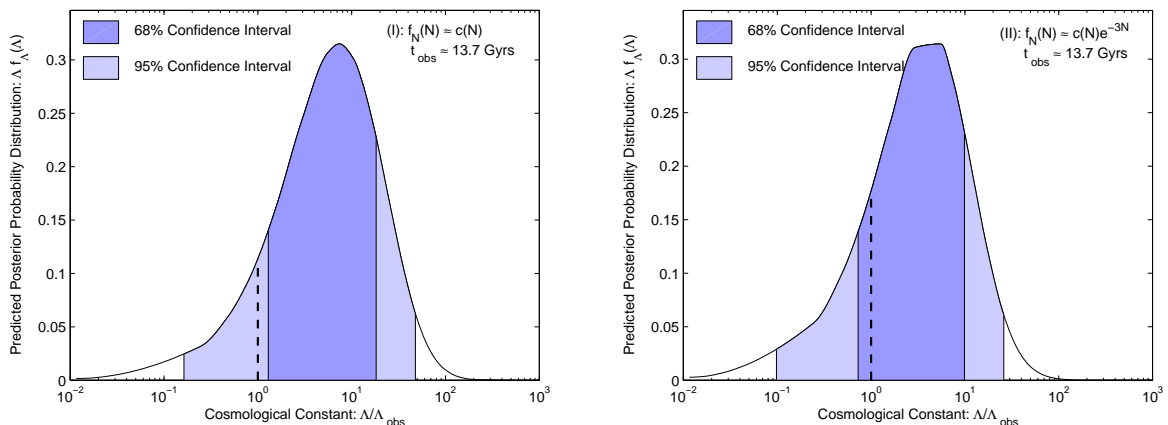 68% Confidence Interval
95% Confidence Interval
(I): f_N(N) ≈ c(N)
t_obs ≈ 13.7 Gyrs
Predicted Posterior Probability Distribution: Λ f_Λ(Λ)
0.3
0.25
0.2
0.15
0.1
0.05
0
10^−2
10^−1
10^0
10^1
10^2
10^3
Cosmological Constant: Λ/Λ_obs
68% Confidence Interval
95% Confidence Interval
(II): f_N(N) ≈ c(N)e^−3N
t_obs ≈ 13.7 Gyrs
Predicted Posterior Probability Distribution: Λ f_Λ(Λ)
0.3
0.25
0.2
0.15
0.1
0.05
0
10^−2
10^−1
10^0
10^1
10^2
10^3
Cosmological Constant: Λ/Λ_obs